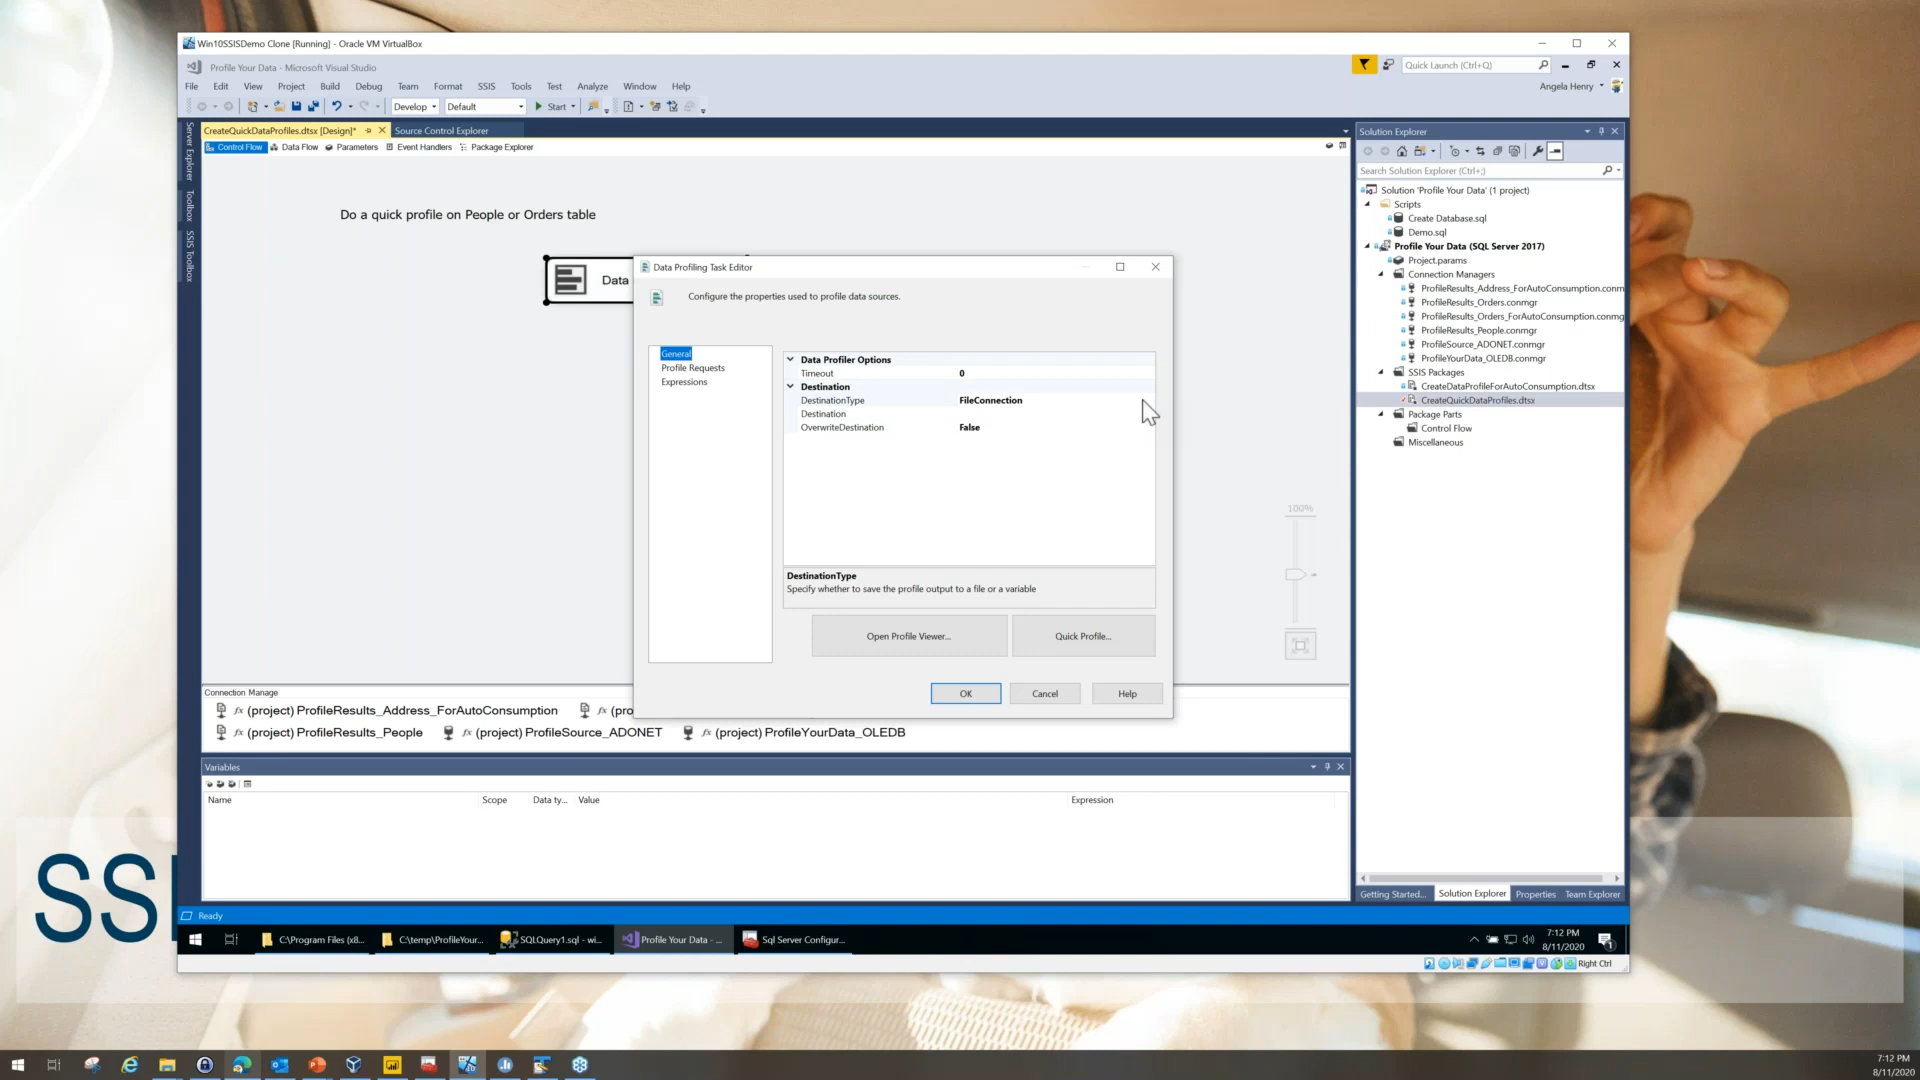 Win10SSISDemo Clone [Running] - Oracle VM VirtualBox
Profile Your Data - Microsoft Visual Studio
Quick Launch (Ctrl+Q)
File Edit View Project Build Debug Team Format SSIS Tools Test Analyze Window Help
Angela Henry
Develop Default Start
CreateQuickDataProfiles.dtsx [Design]* Source Control Explorer
Control Flow Data Flow Parameters Event Handlers Package Explorer
Server Explorer
Toolbox
SSIS Toolbox
Do a quick profile on People or Orders table
Data
Data Profiling Task Editor
Configure the properties used to profile data sources.
General
Profile Requests
Expressions
Data Profiler Options
Timeout 0
Destination
DestinationType FileConnection
Destination
OverwriteDestination False
DestinationType
Specify whether to save the profile output to a file or a variable
Open Profile Viewer... Quick Profile...
OK Cancel Help
100%
Connection Manage
(project) ProfileResults_Address_ForAutoConsumption (pro
(project) ProfileResults_People (project) ProfileSource_ADONET (project) ProfileYourData_OLEDB
Variables
Name Scope Data ty... Value Expression
Solution Explorer
Search Solution Explorer (Ctrl+;)
Solution 'Profile Your Data' (1 project)
Scripts
Create Database.sql
Demo.sql
Profile Your Data (SQL Server 2017)
Project.params
Connection Managers
ProfileResults_Address_ForAutoConsumption.conm
ProfileResults_Orders.conmgr
ProfileResults_Orders_ForAutoConsumption.conmg
ProfileResults_People.conmgr
ProfileSource_ADONET.conmgr
ProfileYourData_OLEDB.conmgr
SSIS Packages
CreateDataProfileForAutoConsumption.dtsx
CreateQuickDataProfiles.dtsx
Package Parts
Control Flow
Miscellaneous
Getting Started... Solution Explorer Properties Team Explorer
SSI
Ready
C:\Program Files (x8... C:\temp\ProfileYour... SQLQuery1.sql - wi... Profile Your Data - ... Sql Server Configur...
7:12 PM
8/11/2020
1
Right Ctrl
7:12 PM
8/11/2020